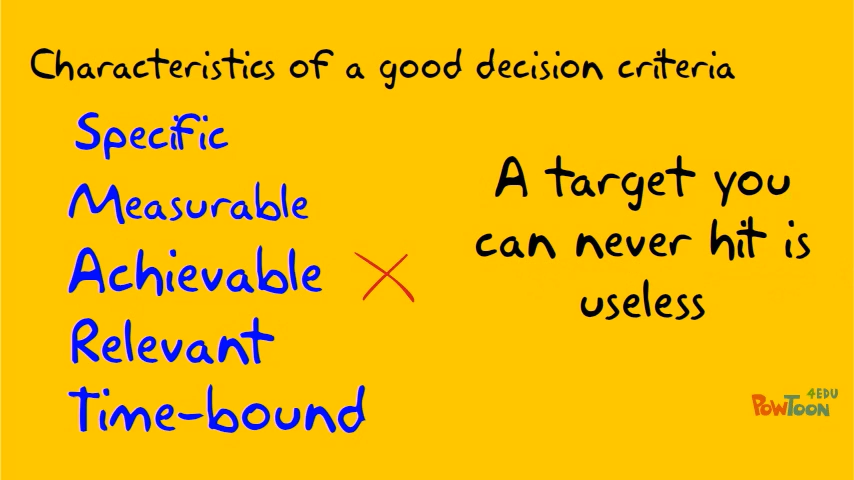 Characteristics of a good decision criteria
Specific
Measurable
Achievable
Relevant
Time-bound
A target you
can never hit is
useless
4EDU
PowToon